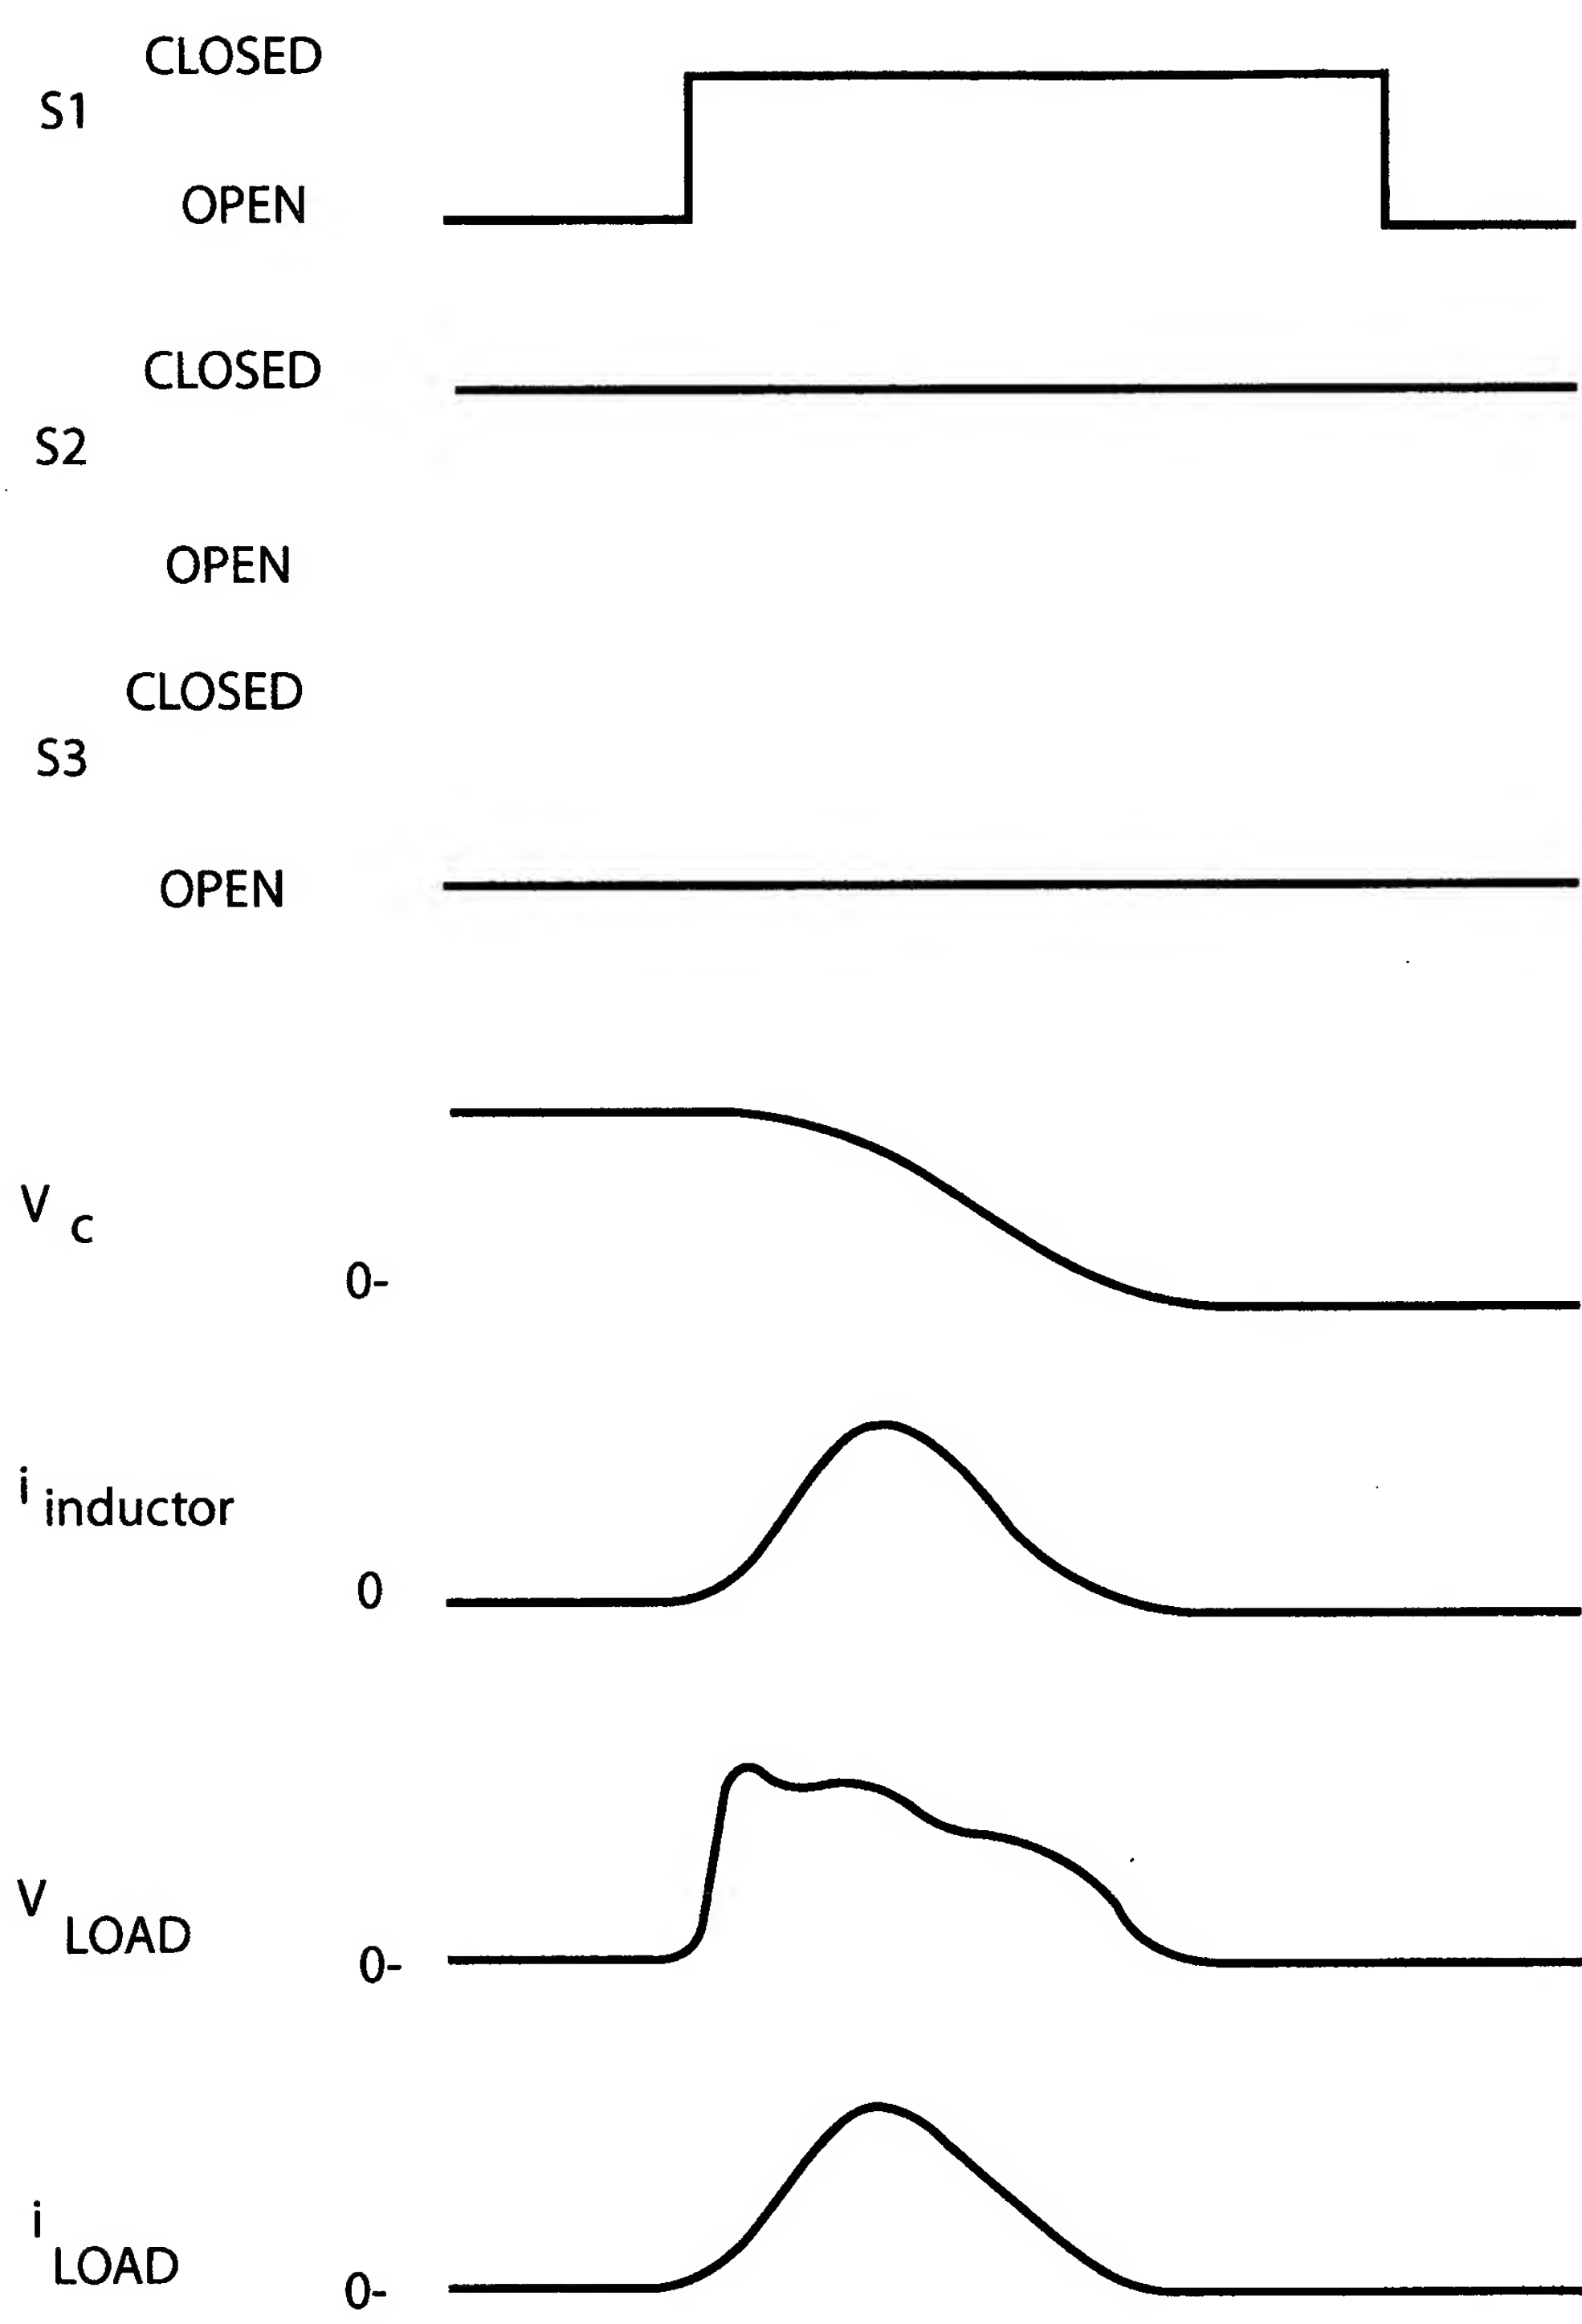 CLOSED
S1
OPEN
CLOSED
S2
OPEN
CLOSED
S3
OPEN
V C
0-
i inductor
0
V LOAD
0-
i LOAD
0-